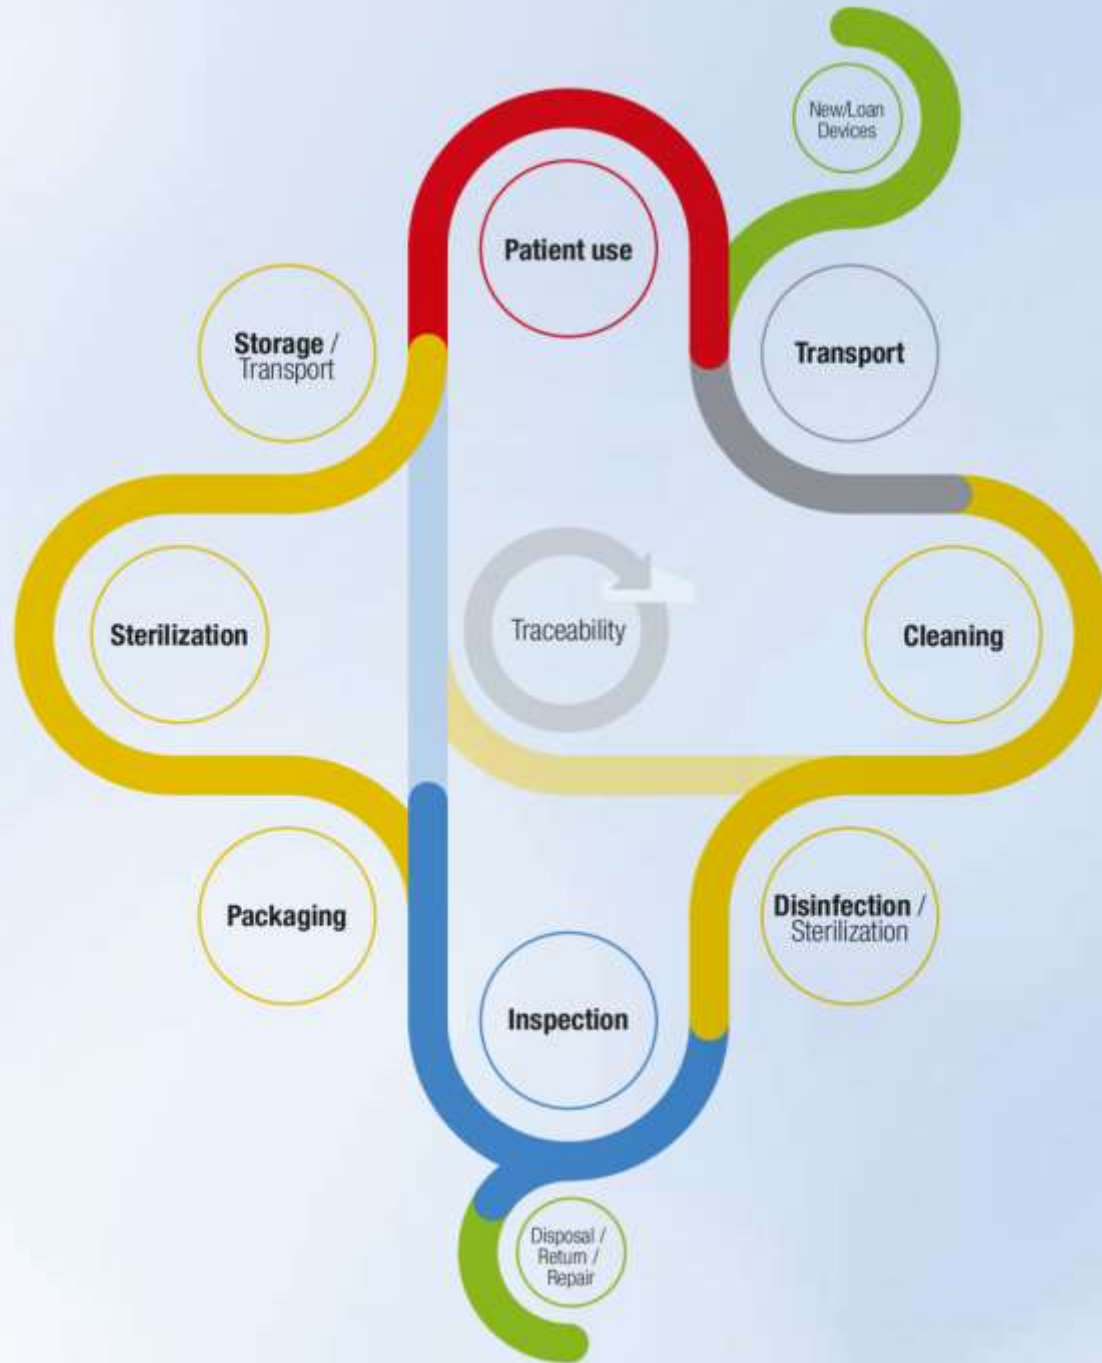 New/Loan
Devices
Patient use
Storage /
Transport
Transport
Sterilization
Traceability
Cleaning
Packaging
Disinfection /
Sterilization
Inspection
Disposal /
Return /
Repair